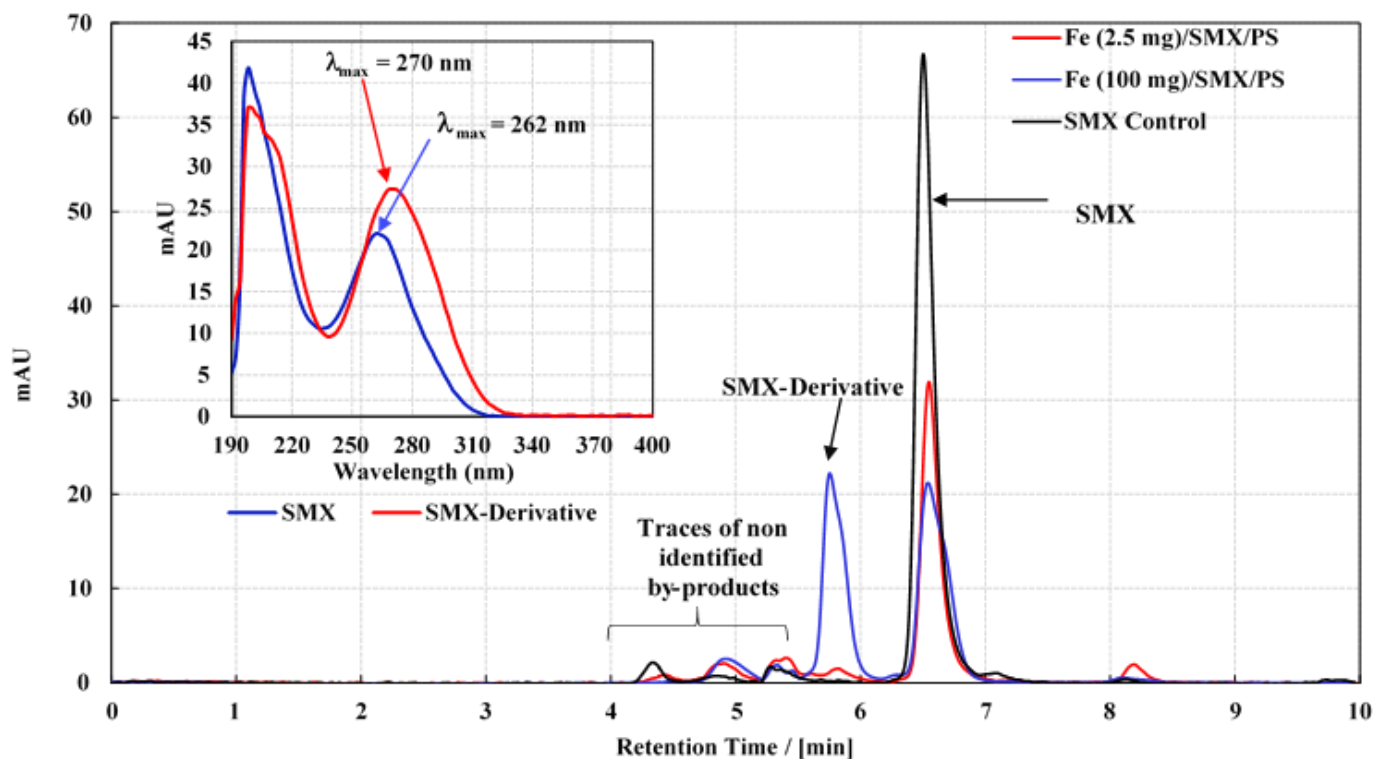 70
60
50
40
30
20
10
0
mAU
0 1 2 3 4 5 6 7 8 9 10
Retention Time / [min]
Fe (2.5 mg)/SMX/PS
Fe (100 mg)/SMX/PS
SMX Control
SMX
SMX-Derivative
Traces of non
identified
by-products
45
40
35
30
25
20
15
10
5
0
mAU
λmax = 270 nm
λmax = 262 nm
190 220 250 280 310 340 370 400
Wavelength (nm)
SMX SMX-Derivative